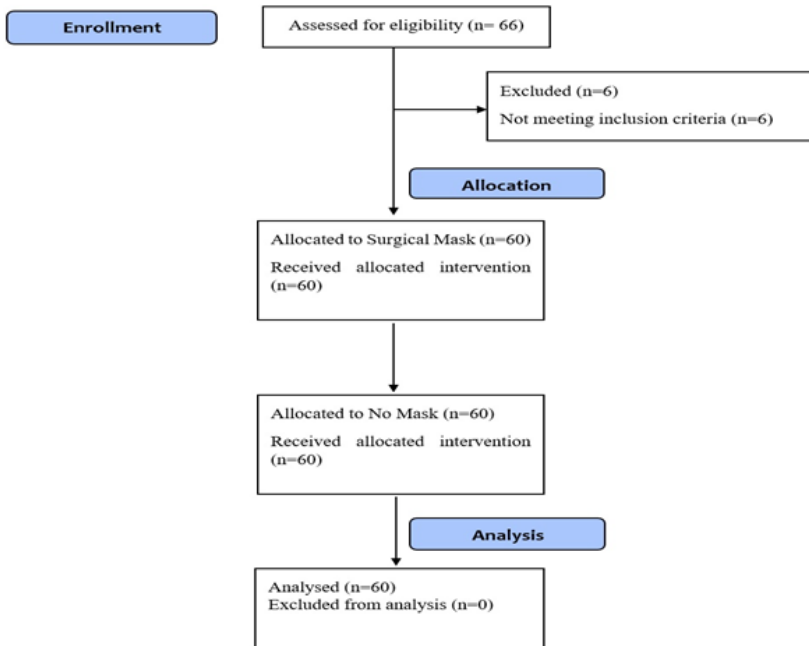 Enrollment
Assessed for eligibility (n= 66)
Excluded (n=6)
Not meeting inclusion criteria (n=6)
Allocation
Allocated to Surgical Mask (n=60)
Received allocated intervention
(n=60)
Allocated to No Mask (n=60)
Received allocated intervention
(n=60)
Analysis
Analysed (n=60)
Excluded from analysis (n=0)